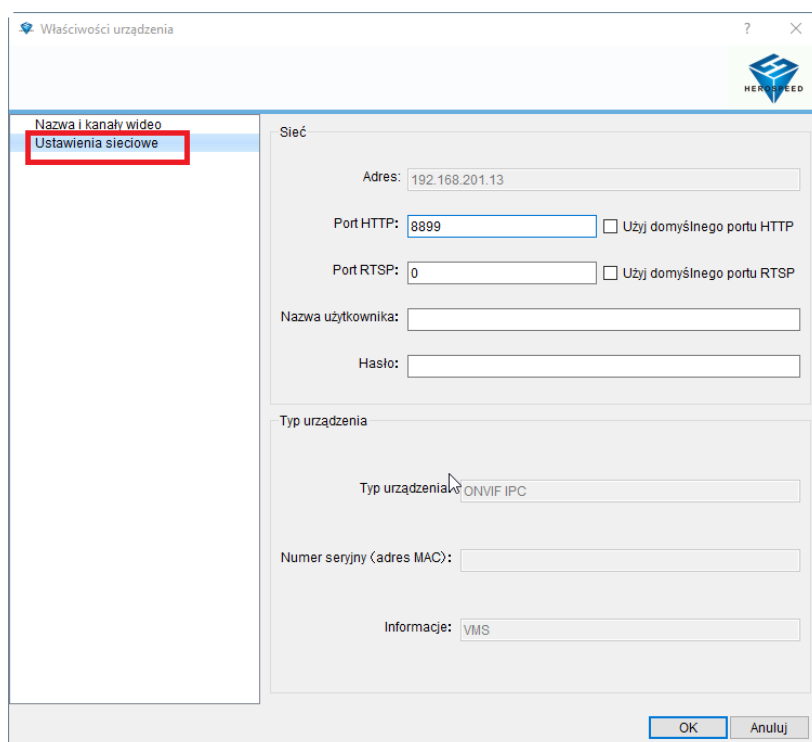 Właściwości urządzenia
?
HEROSPEED
Nazwa i kanały wideo
Ustawienia sieciowe
Sieć
Adres: 192.168.201.13
Port HTTP: 8899 Użyj domyślnego portu HTTP
Port RTSP: 0 Użyj domyślnego portu RTSP
Nazwa użytkownika:
Hasło:
Typ urządzenia
Typ urządzenia: ONVIF IPC
Numer seryjny (adres MAC):
Informacje: VMS
OK Anuluj